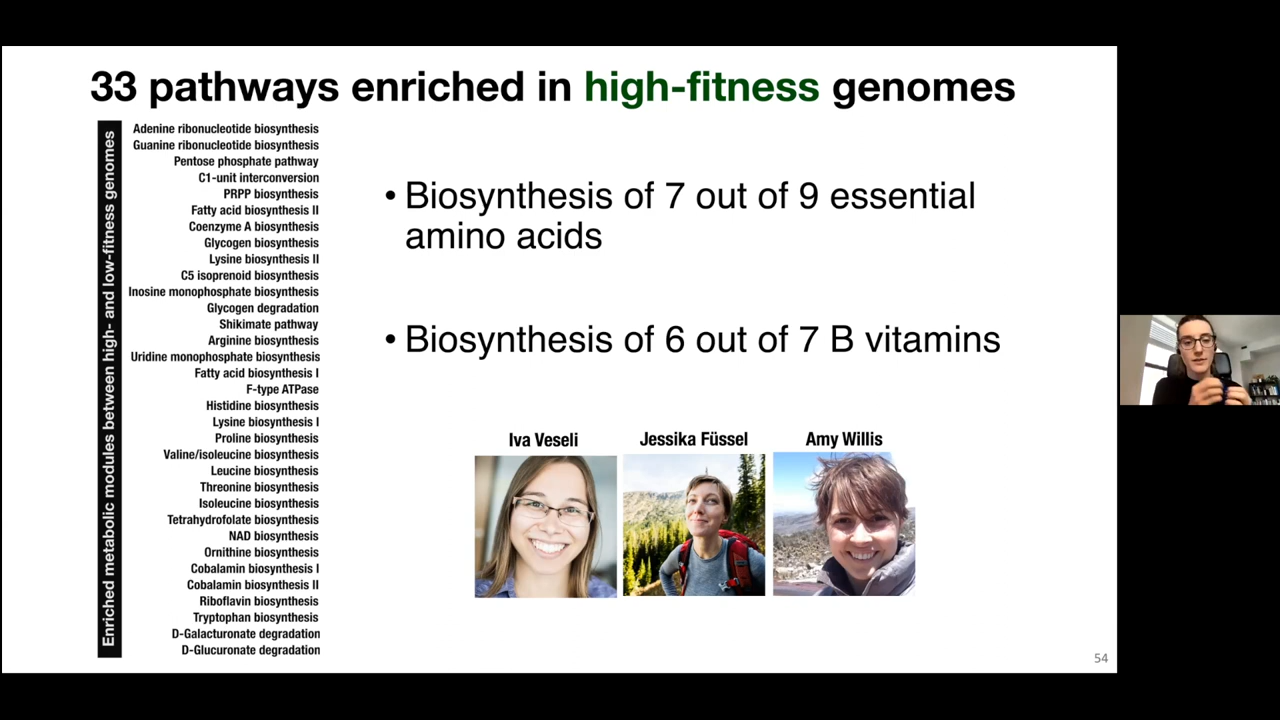 33 pathways enriched in high-fitness genomes
Enriched metabolic modules between high- and low-fitness genomes
Adenine ribonucleotide biosynthesis
Guanine ribonucleotide biosynthesis
Pentose phosphate pathway
C1-unit interconversion
PRPP biosynthesis
Fatty acid biosynthesis II
Coenzyme A biosynthesis
Glycogen biosynthesis
Lysine biosynthesis II
C5 isoprenoid biosynthesis
Inosine monophosphate biosynthesis
Glycogen degradation
Shikimate pathway
Arginine biosynthesis
Uridine monophosphate biosynthesis
Fatty acid biosynthesis I
F-type ATPase
Histidine biosynthesis
Lysine biosynthesis I
Proline biosynthesis
Valine/isoleucine biosynthesis
Leucine biosynthesis
Threonine biosynthesis
Isoleucine biosynthesis
Tetrahydrofolate biosynthesis
NAD biosynthesis
Ornithine biosynthesis
Cobalamin biosynthesis I
Cobalamin biosynthesis II
Riboflavin biosynthesis
Tryptophan biosynthesis
D-Galacturonate degradation
D-Glucuronate degradation
• Biosynthesis of 7 out of 9 essential
amino acids
• Biosynthesis of 6 out of 7 B vitamins
Iva Veseli
Jessika Füssel
Amy Willis
54